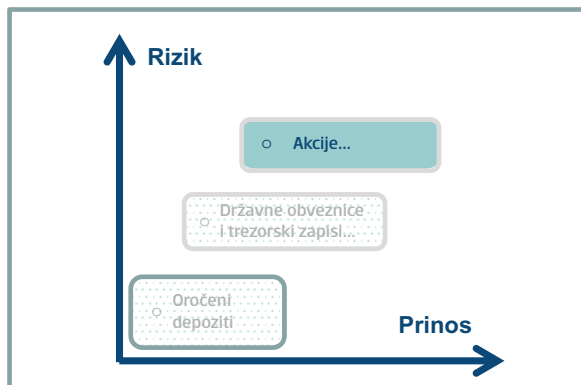 Rizik
○ Akcije...
○ Državne obveznice
i trezorski zapisI...
○ Oročeni
depoziti
Prinos